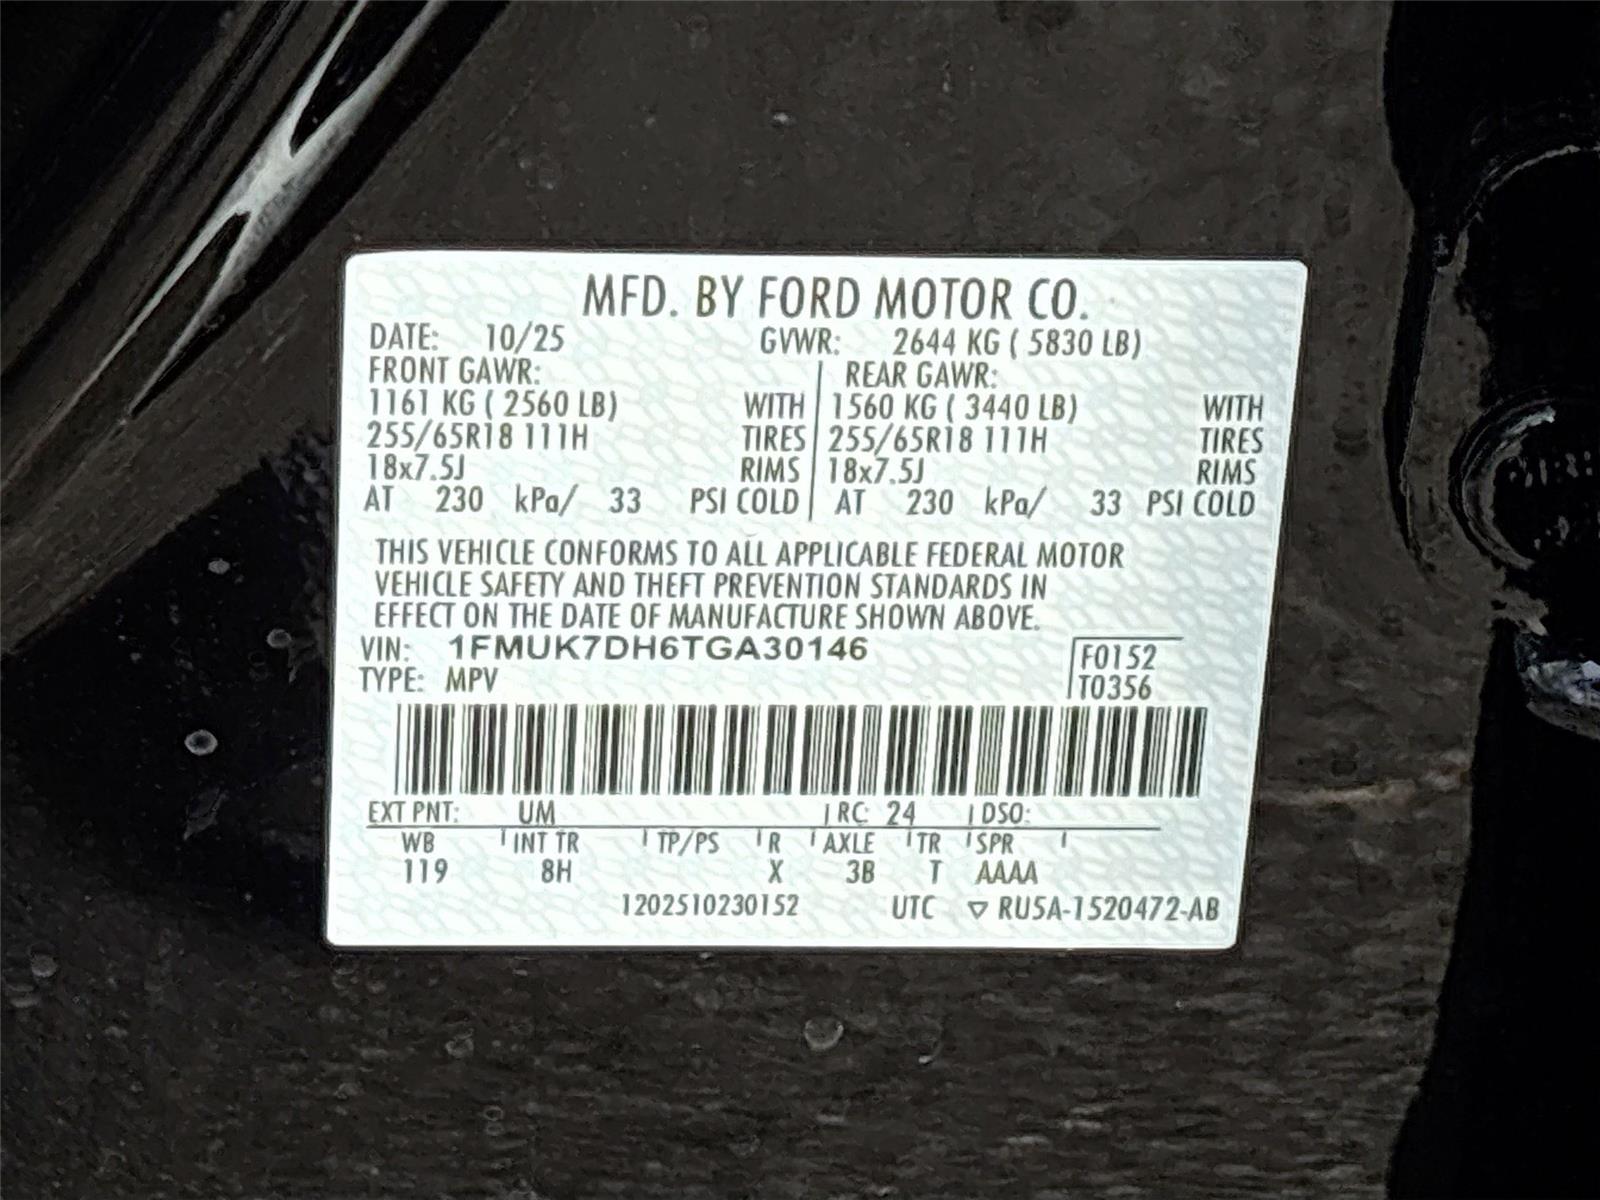 MFD. BY FORD MOTOR CO.
DATE: 10/25 GVWR: 2644 KG ( 5830 LB)
FRONT GAWR: REAR GAWR:
1161 KG ( 2560 LB) WITH 1560 KG ( 3440 LB) WITH
255/65R18 111H TIRES 255/65R18 111H TIRES
18x7.5J RIMS 18x7.5J RIMS
AT 230 kPa/ 33 PSI COLD AT 230 kPa/ 33 PSI COLD
THIS VEHICLE CONFORMS TO ALL APPLICABLE FEDERAL MOTOR
VEHICLE SAFETY AND THEFT PREVENTION STANDARDS IN
EFFECT ON THE DATE OF MANUFACTURE SHOWN ABOVE.
VIN: 1FMUK7DH6TGA30146 F0152
TYPE: MPV T0356
EXT PNT: UM RC: 24 DSO:
WB INT TR TP/PS R AXLE TR SPR
119 8H X 3B T AAAA
1202510230152 UTC ▽ RU5A-1520472-AB